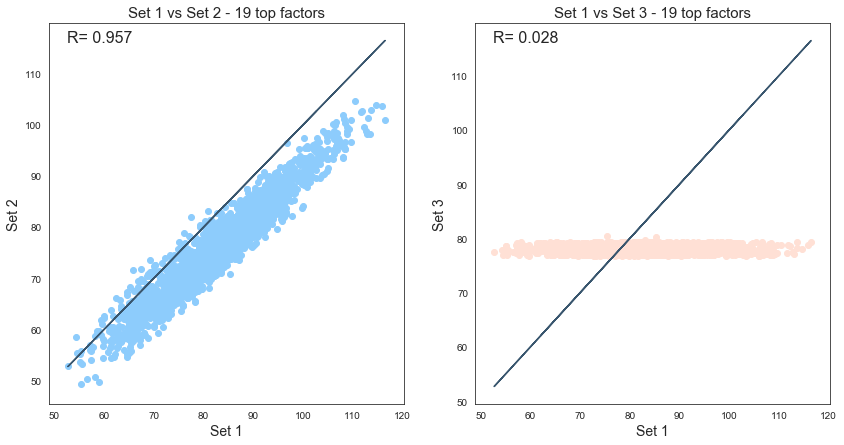 Set 1 vs Set 2 - 19 top factors
R= 0.957
110
100
90
80
70
60
50
Set 2
50 60 70 80 90 100 110 120
Set 1
Set 1 vs Set 3 - 19 top factors
R= 0.028
110
100
90
80
70
60
50
Set 3
50 60 70 80 90 100 110 120
Set 1